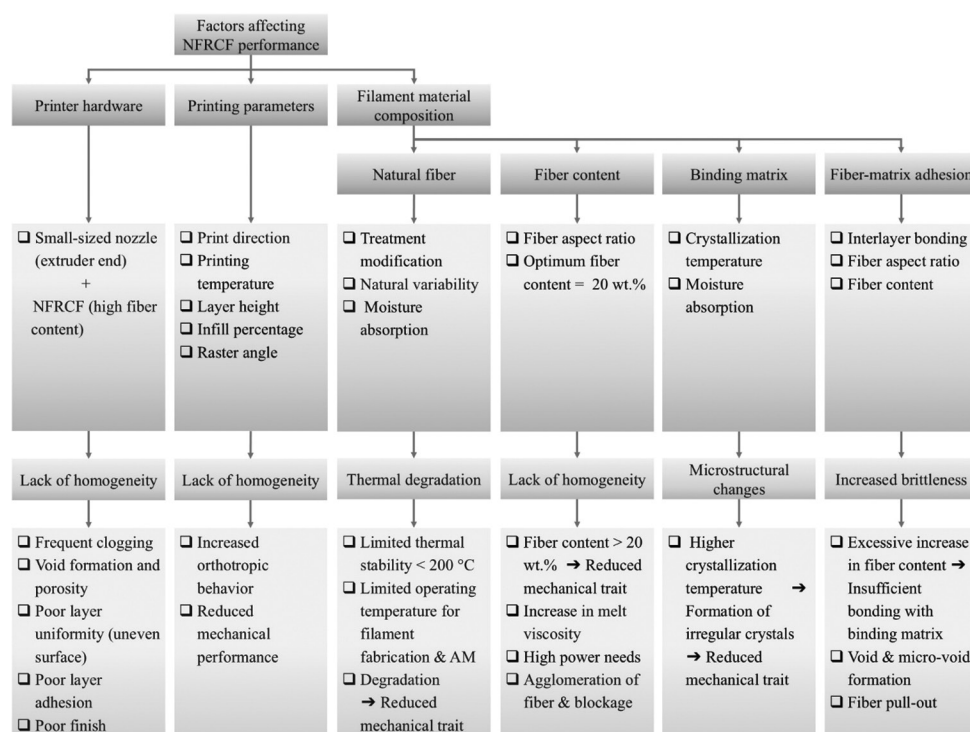 Factors affecting
NFRCF performance
Printer hardware
Printing parameters
Filament material
composition
Natural fiber
Fiber content
Binding matrix
Fiber-matrix adhesion
❑ Small-sized nozzle
(extruder end)
+
NFRCF (high fiber
content)
❑ Print direction
❑ Printing
temperature
❑ Layer height
❑ Infill percentage
❑ Raster angle
❑ Treatment
modification
❑ Natural variability
❑ Moisture
absorption
❑ Fiber aspect ratio
❑ Optimum fiber
content = 20 wt.%
❑ Crystallization
temperature
❑ Moisture
absorption
❑ Interlayer bonding
❑ Fiber aspect ratio
❑ Fiber content
Lack of homogeneity
Lack of homogeneity
Thermal degradation
Lack of homogeneity
Microstructural
changes
Increased brittleness
❑ Frequent clogging
❑ Void formation and
porosity
❑ Poor layer
uniformity (uneven
surface)
❑ Poor layer
adhesion
❑ Poor finish
❑ Increased
orthotropic
behavior
❑ Reduced
mechanical
performance
❑ Limited thermal
stability < 200 °C
❑ Limited operating
temperature for
filament
fabrication & AM
❑ Degradation
➔ Reduced
mechanical trait
❑ Fiber content > 20
wt.% ➔ Reduced
mechanical trait
❑ Increase in melt
viscosity
❑ High power needs
❑ Agglomeration of
fiber & blockage
❑ Higher
crystallization
temperature ➔
Formation of
irregular crystals
➔ Reduced
mechanical trait
❑ Excessive increase
in fiber content ➔
Insufficient
bonding with
binding matrix
❑ Void & micro-void
formation
❑ Fiber pull-out